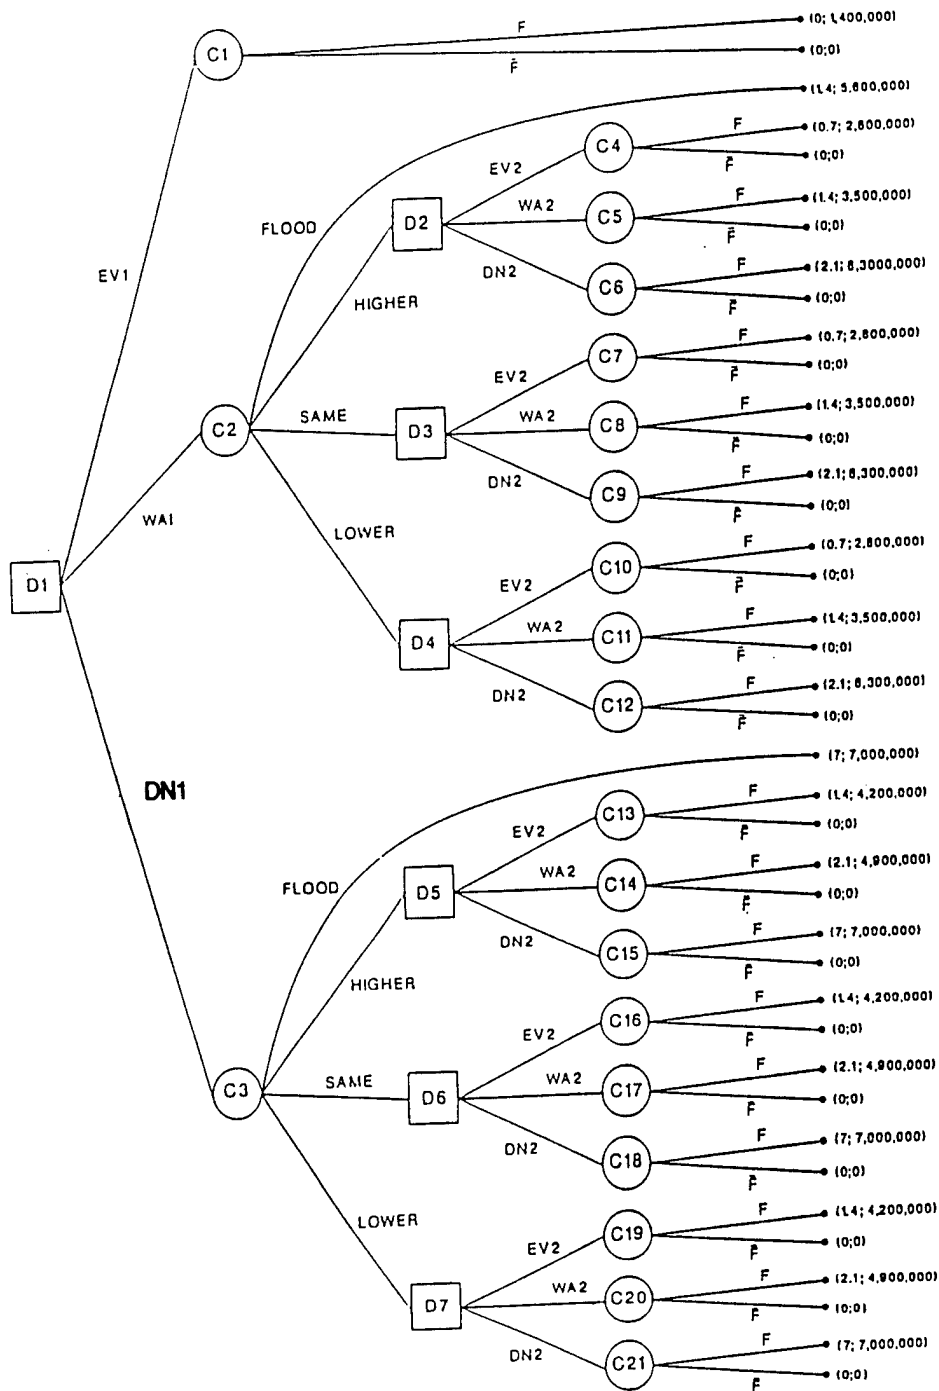 F
(0; 1,400,000)
C1
F̄
(0;0)
(1.4; 5,600,000)
F
(0.7; 2,800,000)
C4
F̄
(0;0)
EV2
F
(1.4; 3,500,000)
WA2
C5
F̄
(0;0)
FLOOD
D2
EV1
DN2
F
(2.1; 6,3000,000)
C6
F̄
(0;0)
HIGHER
F
(0.7; 2,800,000)
C7
F̄
(0;0)
EV2
F
(1.4; 3,500,000)
C2
SAME
D3
WA2
C8
F̄
(0;0)
DN2
F
(2.1; 6,300,000)
C9
F̄
(0;0)
WA1
LOWER
F
(0.7; 2,800,000)
C10
F̄
(0;0)
D1
EV2
F
(1.4; 3,500,000)
WA2
C11
F̄
(0;0)
D4
DN2
F
(2.1; 6,300,000)
C12
F̄
(0;0)
(7; 7,000,000)
DN1
F
(1.4; 4,200,000)
C13
F̄
(0;0)
EV2
F
(2.1; 4,900,000)
FLOOD
D5
WA2
C14
F̄
(0;0)
DN2
F
(7; 7,000,000)
C15
F̄
(0;0)
HIGHER
F
(1.4; 4,200,000)
C16
F̄
(0;0)
EV2
F
(2.1; 4,900,000)
C3
SAME
D6
WA2
C17
F̄
(0;0)
DN2
F
(7; 7,000,000)
C18
F̄
(0;0)
LOWER
F
(1.4; 4,200,000)
C19
F̄
(0;0)
EV2
F
(2.1; 4,900,000)
D7
WA2
C20
F̄
(0;0)
DN2
F
(7; 7,000,000)
C21
F̄
(0;0)